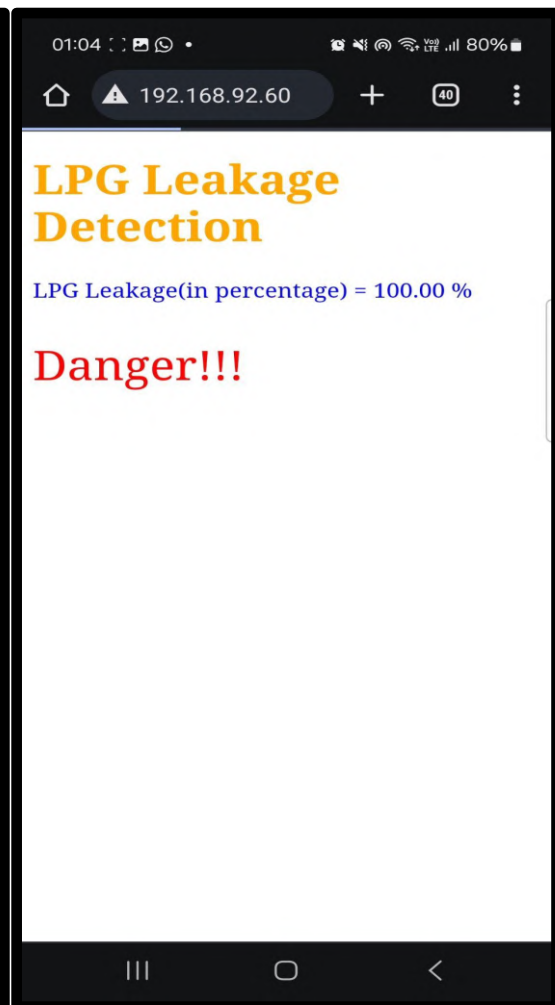 01:04 80%
192.168.92.60 40
LPG Leakage
Detection
LPG Leakage(in percentage) = 100.00 %
Danger!!!